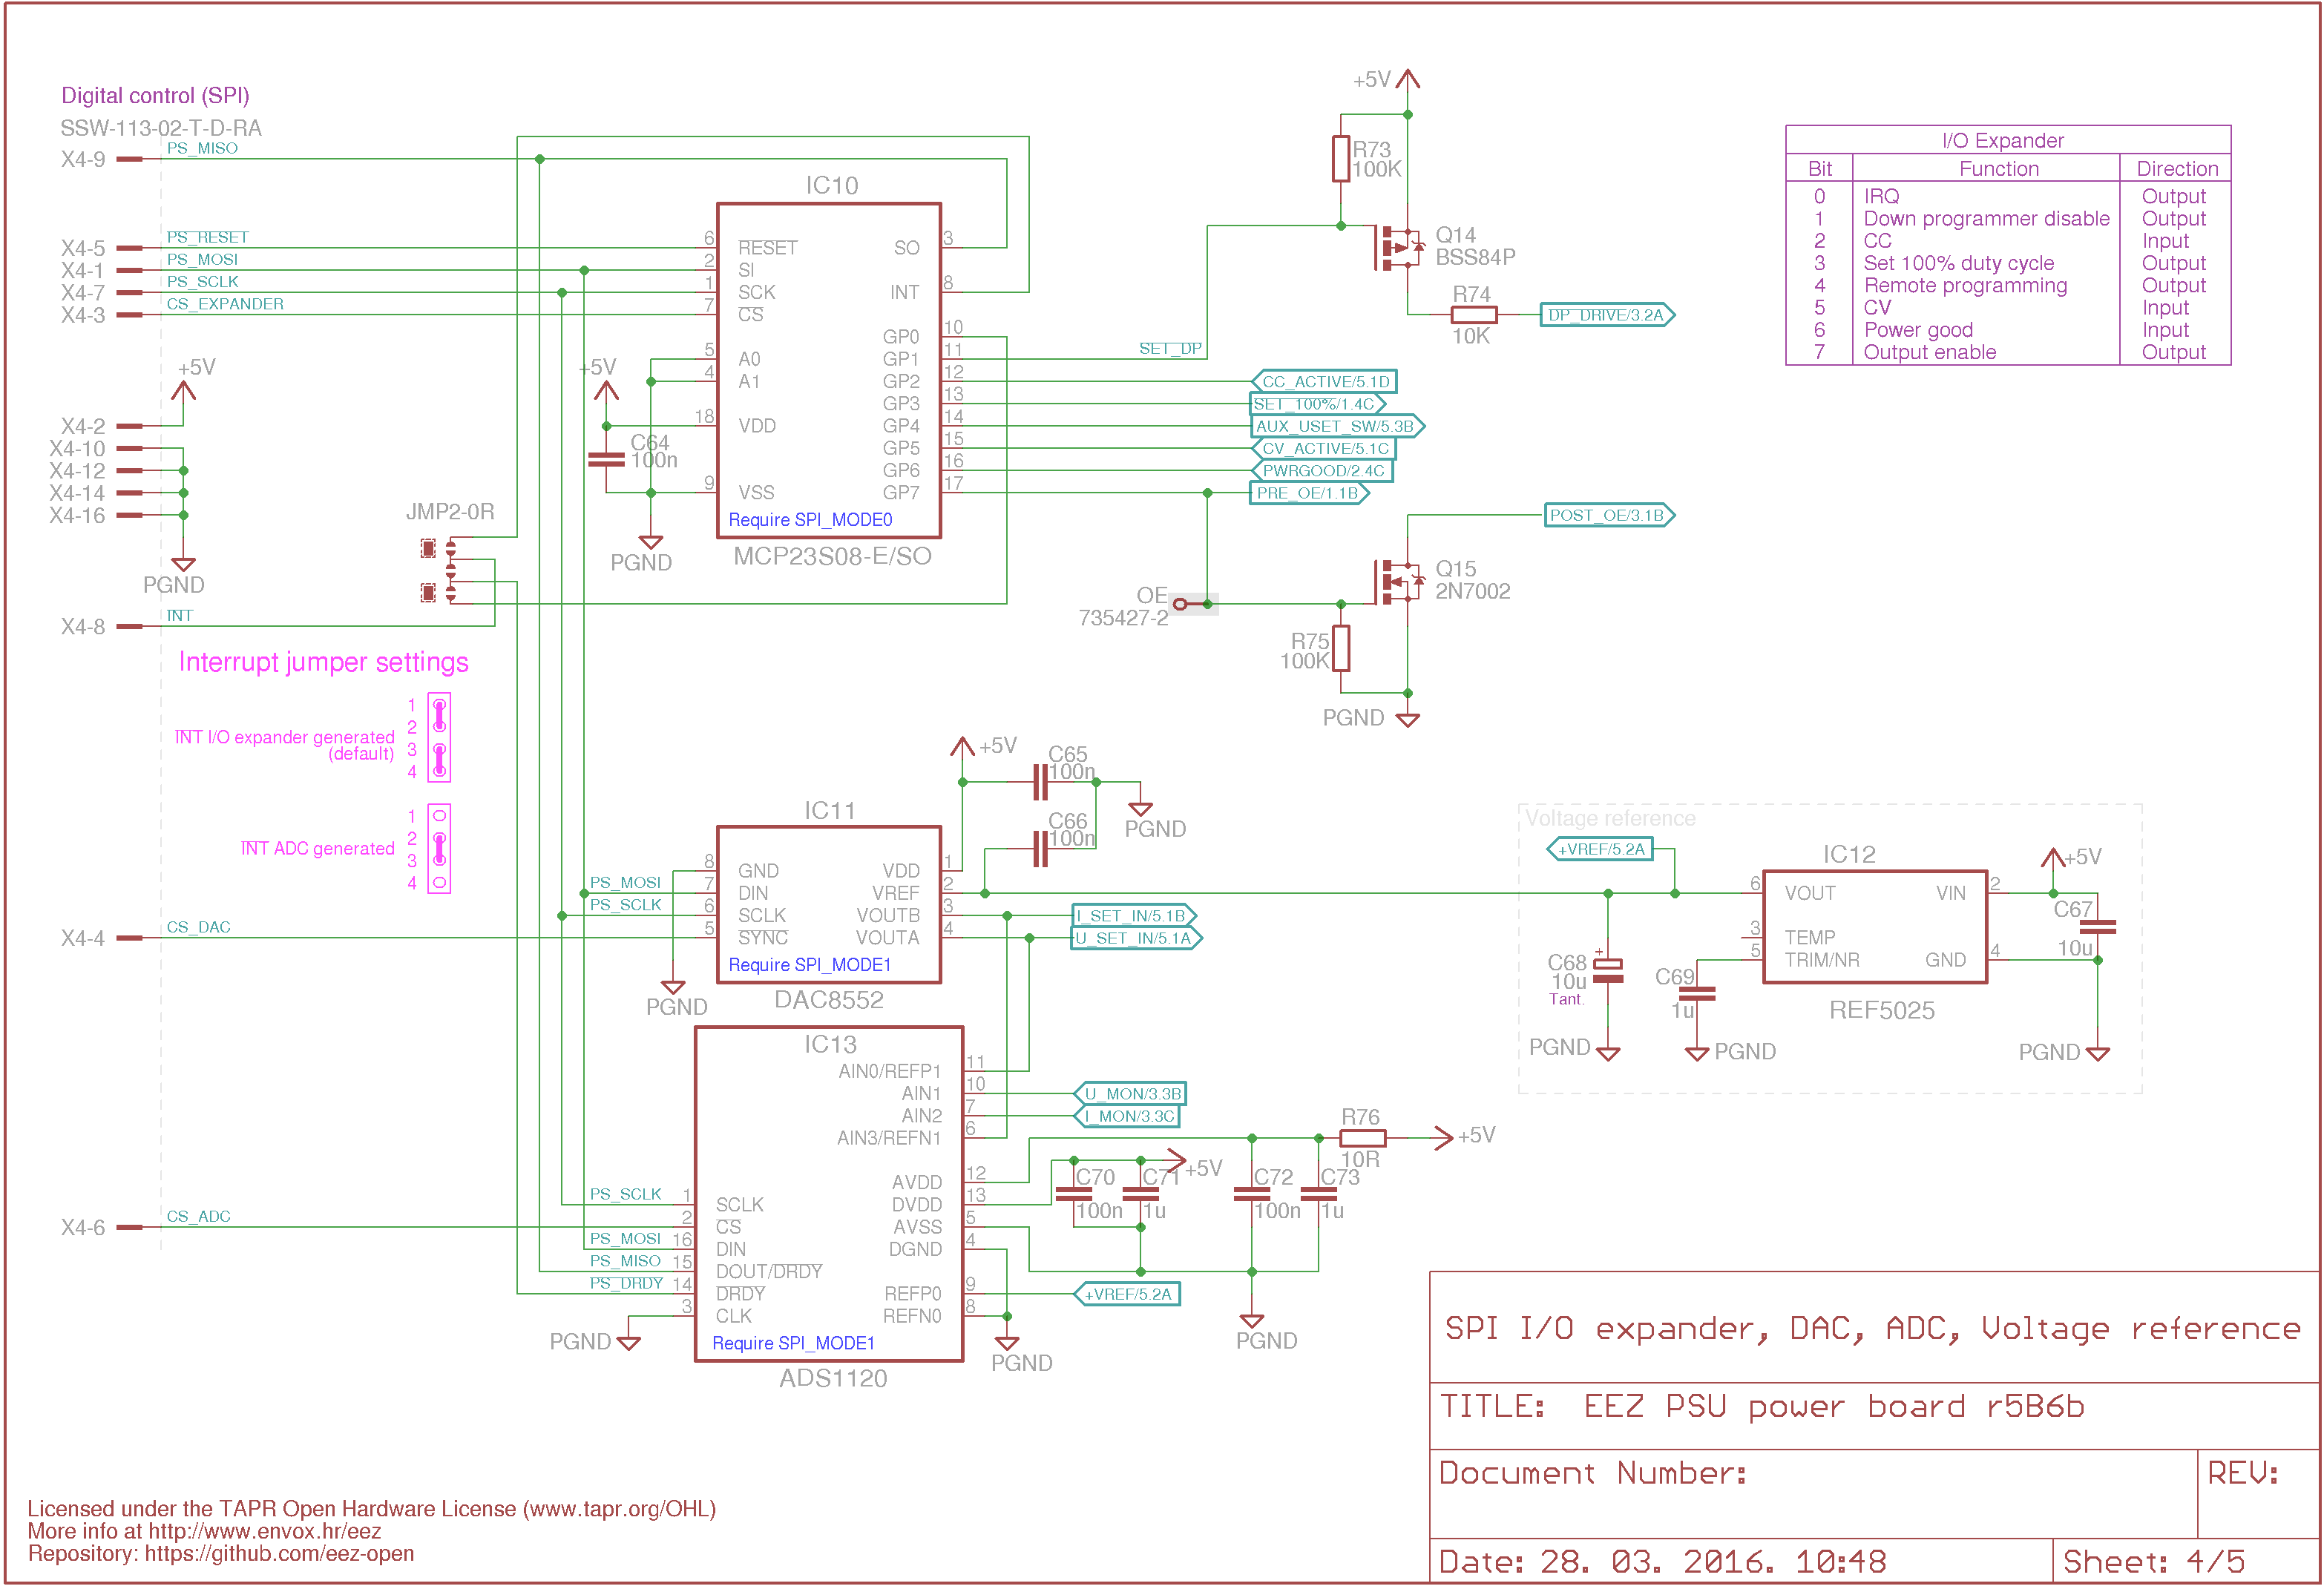 Digital control (SPI)
SSW-113-02-T-D-RA
X4-9
PS_MISO
X4-5
PS_RESET
X4-1
PS_MOSI
X4-7
PS_SCLK
X4-3
CS_EXPANDER
+5V
X4-2
X4-10
X4-12
X4-14
X4-16
PGND
X4-8
INT
JMP2-0R
Interrupt jumper settings
INT I/O expander generated
(default)
1
2
3
4
INT ADC generated
1
2
3
4
X4-4
CS_DAC
X4-6
CS_ADC
IC10
6 RESET
2 SI
1 SCK
7 CS
5 A0
4 A1
18 VDD
9 VSS
SO 3
INT 8
GP0 10
GP1 11
GP2 12
GP3 13
GP4 14
GP5 15
GP6 16
GP7 17
Require SPI_MODE0
MCP23S08-E/SO
+5V
C64
100n
PGND
SET_DP
CC_ACTIVE/5.1D
SET_100%/1.4C
AUX_USET_SW/5.3B
CV_ACTIVE/5.1C
PWRGOOD/2.4C
PRE_OE/1.1B
+5V
R73
100K
Q14
BSS84P
R74
10K
DP_DRIVE/3.2A
POST_OE/3.1B
Q15
2N7002
OE
735427-2
R75
100K
PGND
I/O Expander
Bit Function Direction
0 IRQ Output
1 Down programmer disable Output
2 CC Input
3 Set 100% duty cycle Output
4 Remote programming Output
5 CV Input
6 Power good Input
7 Output enable Output
IC11
PS_MOSI
PS_SCLK
8 GND
7 DIN
6 SCLK
5 SYNC
VDD 1
VREF 2
VOUTB 3
VOUTA 4
Require SPI_MODE1
DAC8552
PGND
+5V
C65
100n
C66
100n
PGND
I_SET_IN/5.1B
U_SET_IN/5.1A
Voltage reference
+VREF/5.2A
IC12
6 VOUT
3 TEMP
5 TRIM/NR
VIN 2
GND 4
REF5025
+5V
C67
10u
+
C68
10u
Tant.
C69
1u
PGND
PGND
PGND
IC13
AIN0/REFP1 11
AIN1 10
AIN2 7
AIN3/REFN1 6
AVDD 12
DVDD 13
AVSS 5
DGND 4
REFP0 9
REFN0 8
PS_SCLK 1 SCLK
2 CS
PS_MOSI 16 DIN
PS_MISO 15 DOUT/DRDY
PS_DRDY 14 DRDY
3 CLK
PGND
Require SPI_MODE1
ADS1120
U_MON/3.3B
I_MON/3.3C
R76
10R
+5V
+5V
C70
100n
C71
1u
C72
100n
C73
1u
+VREF/5.2A
PGND
PGND
SPI I/O expander, DAC, ADC, Voltage reference
TITLE: EEZ PSU power board r5B6b
Document Number:
REV:
Date: 28. 03. 2016. 10:48
Sheet: 4/5
Licensed under the TAPR Open Hardware License (www.tapr.org/OHL)
More info at http://www.envox.hr/eez
Repository: https://github.com/eez-open